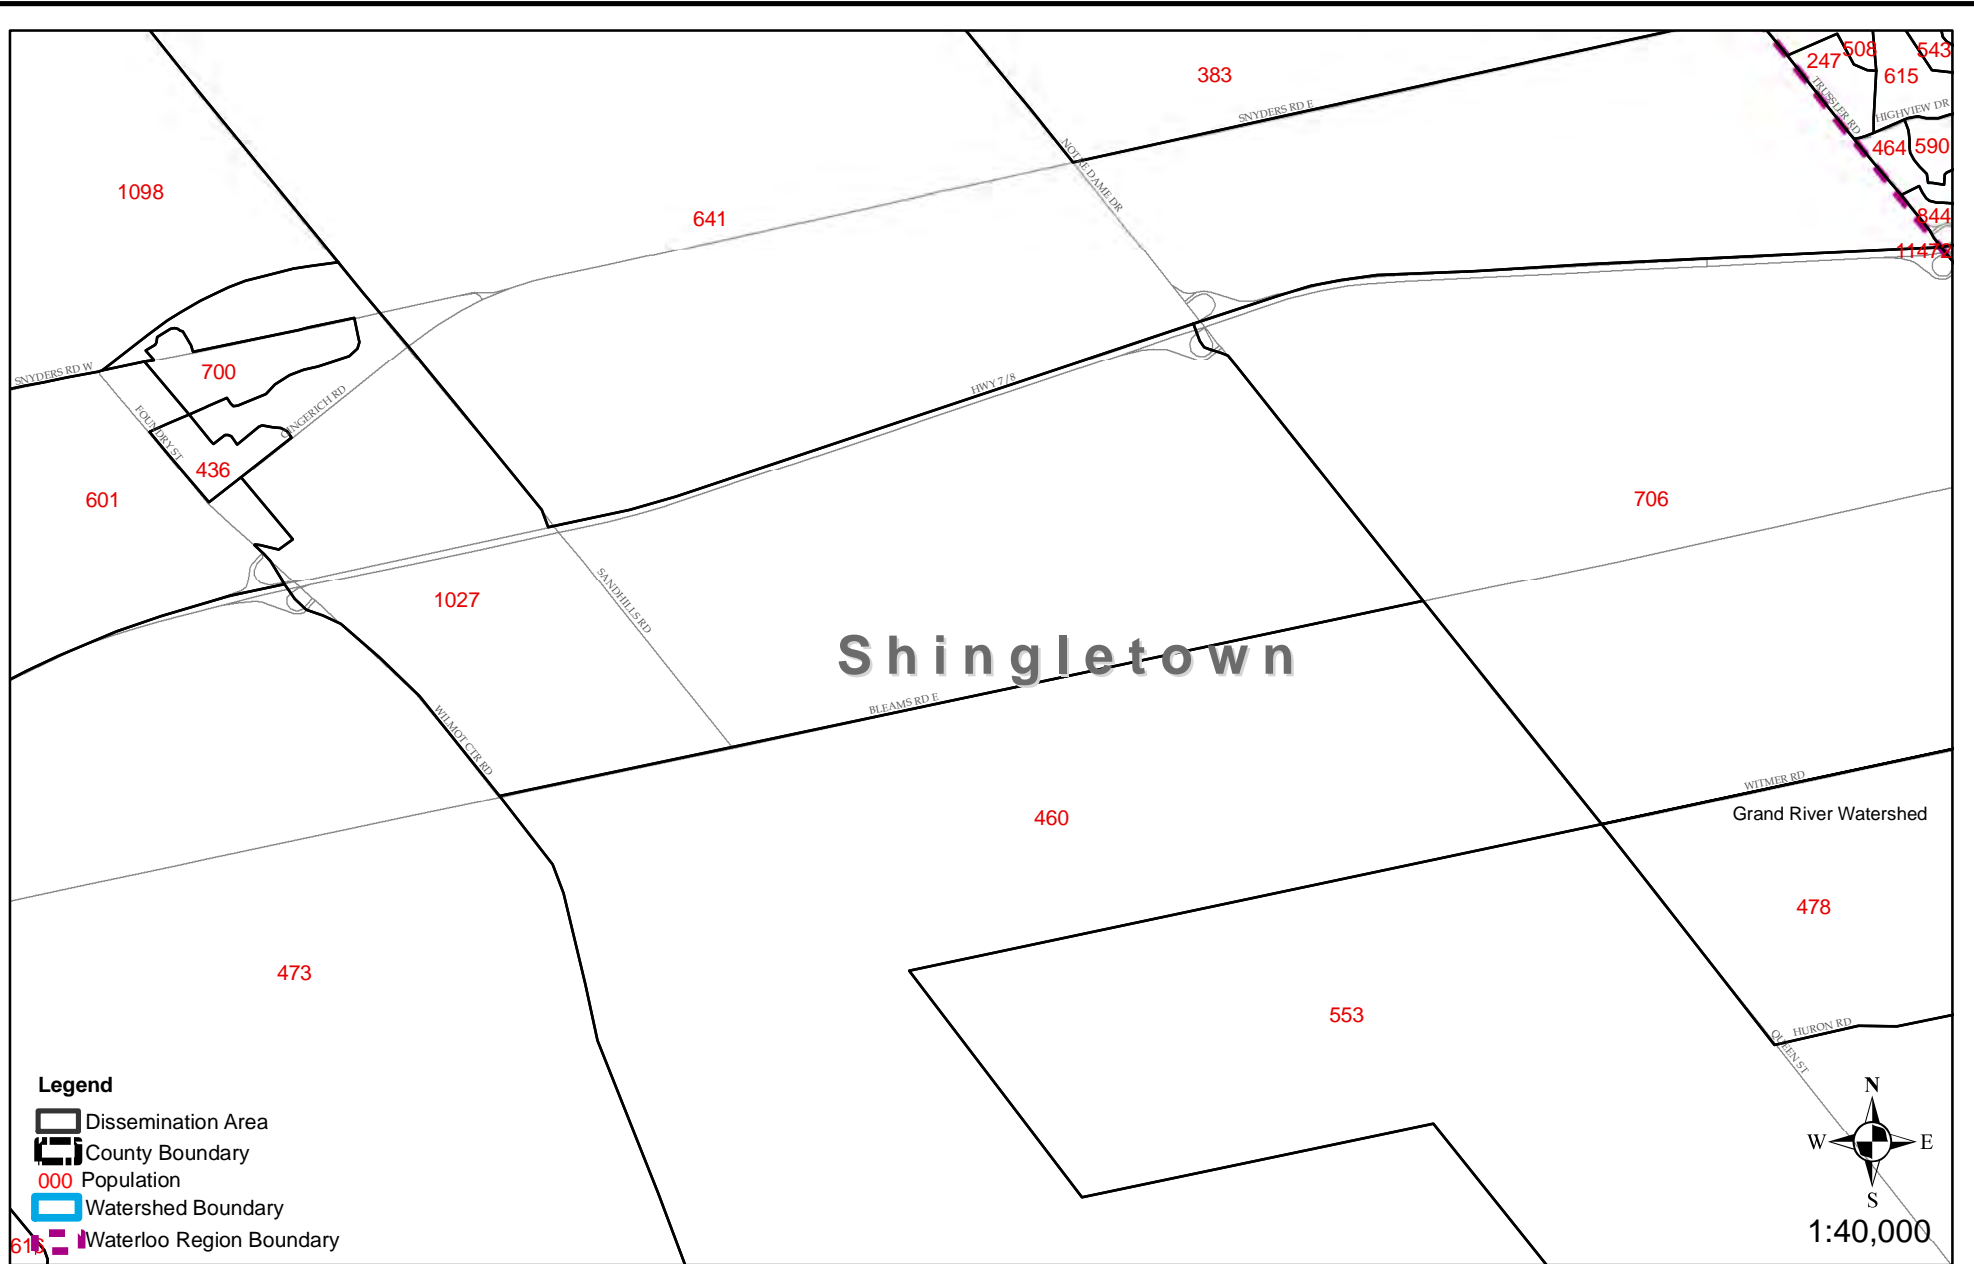 508
543
247
383
615
TRUSSLER RD
SNYDERS RD E
HIGHVIEW DR
NOTRE DAME DR
464
590
1098
641
844
SNYDERS RD W
700
HWY 7/8
GINGERICH RD
FOUNDRY ST
436
601
706
1027
SANDHILLS RD
Shingletown
BLEAMS RD E
WILMOT CTR RD
WITMER RD
460
Grand River Watershed
478
473
553
HURON RD
QUEEN ST
Legend
Dissemination Area
County Boundary
000 Population
Watershed Boundary
Waterloo Region Boundary
N
W E
S
1:40,000